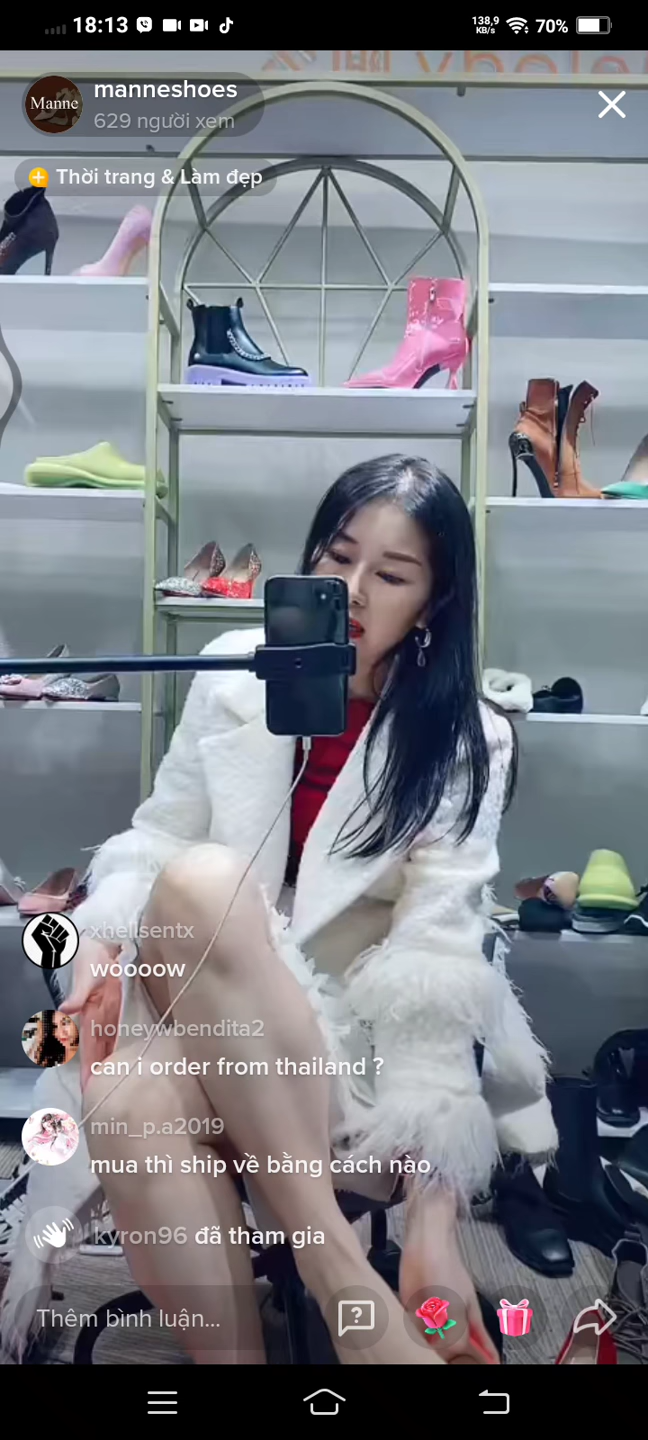 18:13
138,9
KB/s
70%
Manne
manneshoes
629 người xem
Thời trang & Làm đẹp
xhellsentx
woooow
honeywbendita2
can i order from thailand ?
min_p.a2019
mua thì ship về bằng cách nào
kyron96 đã tham gia
Thêm bình luận...